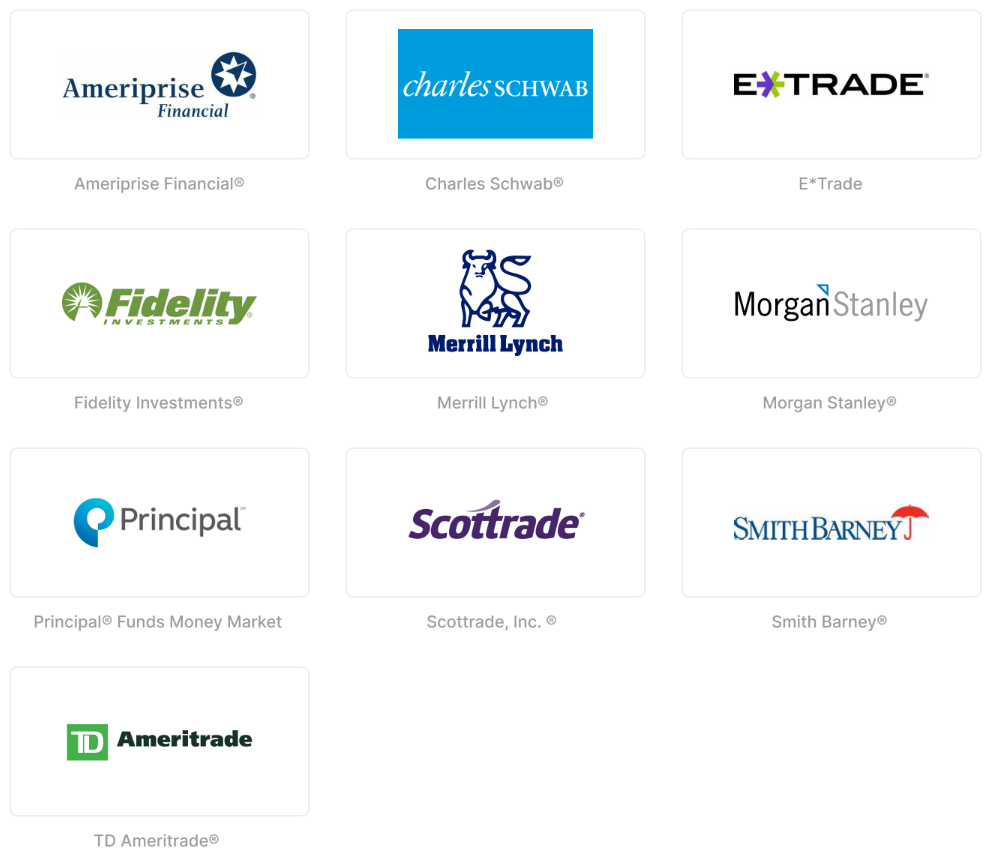 Ameriprise
Financial®
charles SCHWAB
E*TRADE®
Ameriprise Financial®
Charles Schwab®
E*Trade
Fidelity
INVESTMENTS®
Merrill Lynch
Morgan Stanley
Fidelity Investments®
Merrill Lynch®
Morgan Stanley®
Principal℠
Scottrade®
SMITH BARNEY
Principal® Funds Money Market
Scottrade, Inc. ®
Smith Barney®
TD Ameritrade
TD Ameritrade®